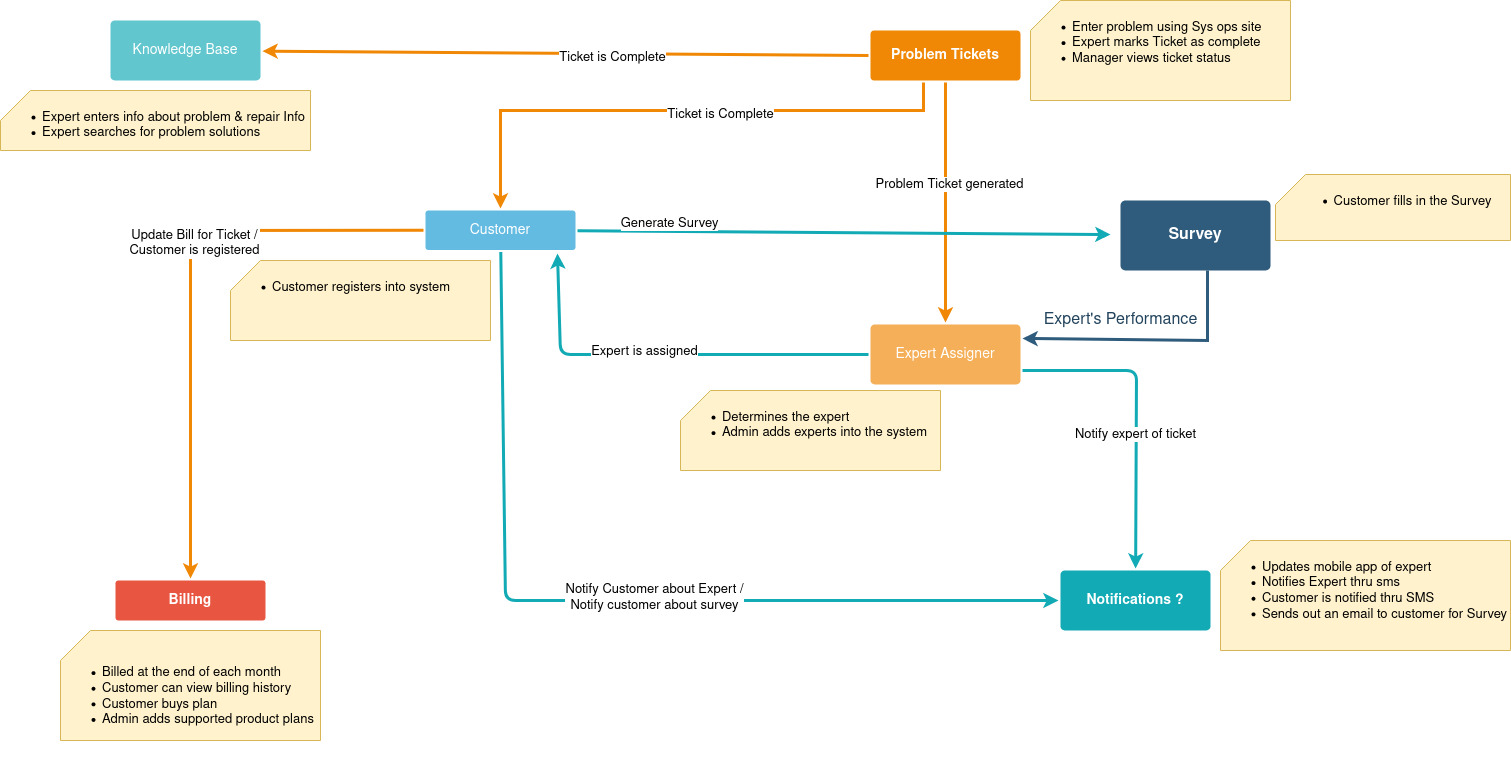 Knowledge Base
Ticket is Complete
Problem Tickets
Enter problem using Sys ops site
Expert marks Ticket as complete
Manager views ticket status
Expert enters info about problem & repair Info
Expert searches for problem solutions
Ticket is Complete
Problem Ticket generated
Customer fills in the Survey
Update Bill for Ticket /
Customer is registered
Customer
Generate Survey
Survey
Customer registers into system
Expert's Performance
Expert is assigned
Expert Assigner
Determines the expert
Admin adds experts into the system
Notify expert of ticket
Billing
Notify Customer about Expert /
Notify customer about survey
Notifications ?
Updates mobile app of expert
Notifies Expert thru sms
Customer is notified thru SMS
Sends out an email to customer for Survey
Billed at the end of each month
Customer can view billing history
Customer buys plan
Admin adds supported product plans